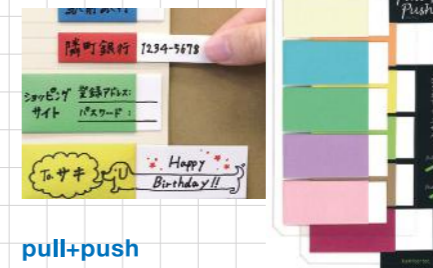 隣町銀行 1234-5678
ショッピング 登録アドレス:
サイト パスワード:
To サキ Happy
Birthday!!
Push
pull+push